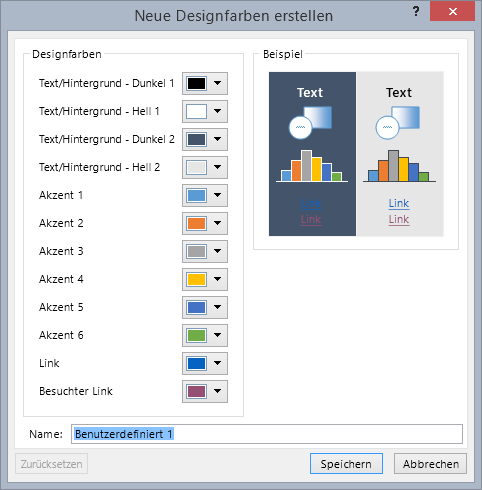 Neue Designfarben erstellen
?
Designfarben
Text/Hintergrund - Dunkel 1
Text/Hintergrund - Hell 1
Text/Hintergrund - Dunkel 2
Text/Hintergrund - Hell 2
Akzent 1
Akzent 2
Akzent 3
Akzent 4
Akzent 5
Akzent 6
Link
Besuchter Link
Beispiel
Text Text
Link Link
Link Link
Name: Benutzerdefiniert 1
Zurücksetzen Speichern Abbrechen